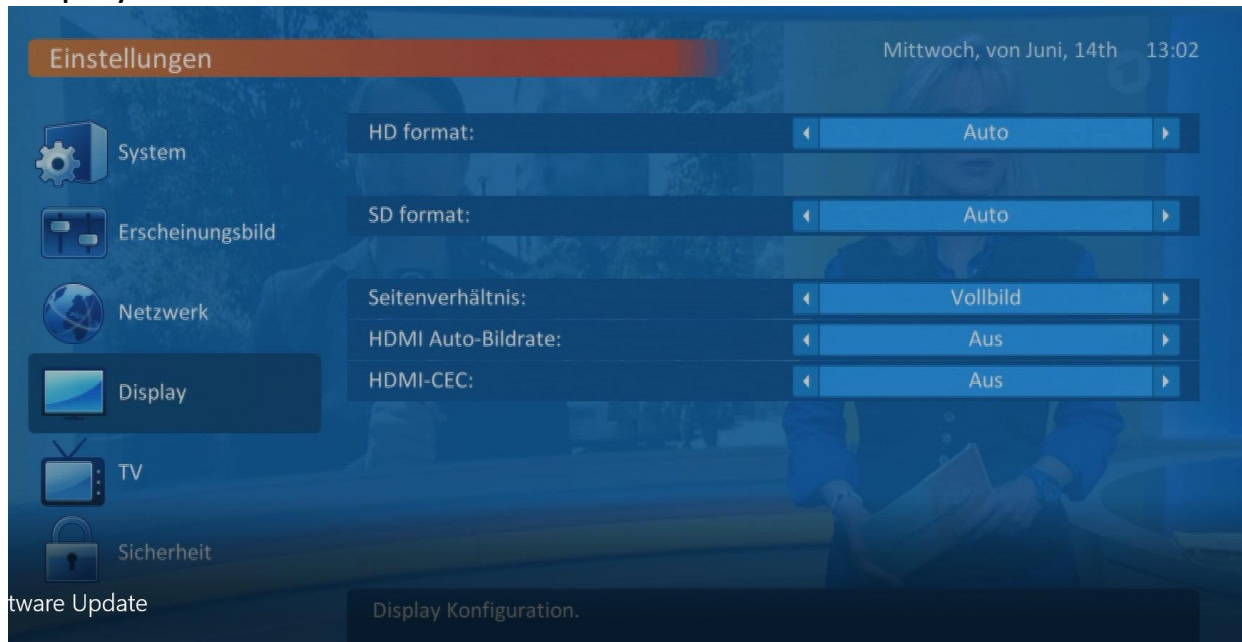 Einstellungen
Mittwoch, von Juni, 14th 13:02
System
Erscheinungsbild
Netzwerk
Display
TV
Sicherheit
HD format: Auto
SD format: Auto
Seitenverhältnis: Vollbild
HDMI Auto-Bildrate: Aus
HDMI-CEC: Aus
tware Update
Display Konfiguration.